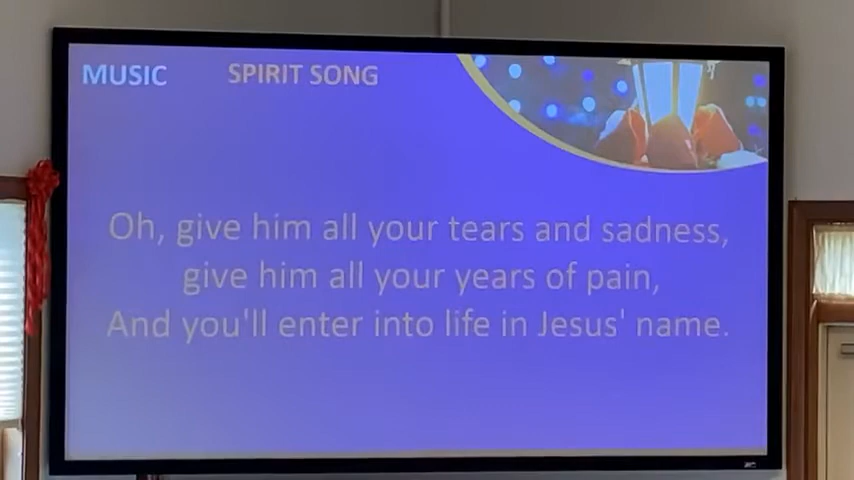 MUSIC SPIRIT SONG
Oh, give him all your tears and sadness,
give him all your years of pain,
And you'll enter into life in Jesus' name.